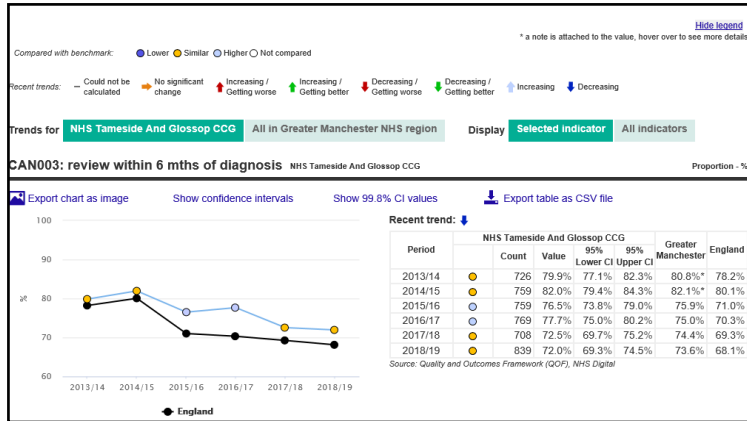 Hide legend
* a note is attached to the value, hover over to see more details
Compared with benchmark: Lower Similar Higher Not compared
Recent trends: – Could not be calculated No significant change Increasing / Getting worse Increasing / Getting better Decreasing / Getting worse Decreasing / Getting better Increasing Decreasing
Trends for NHS Tameside And Glossop CCG All in Greater Manchester NHS region Display Selected indicator All indicators
CAN003: review within 6 mths of diagnosis NHS Tameside And Glossop CCG Proportion - %
Export chart as image Show confidence intervals Show 99.8% CI values Export table as CSV file
100
90
80
70
60
%
2013/14 2014/15 2015/16 2016/17 2017/18 2018/19
England
Recent trend:
Period NHS Tameside And Glossop CCG Greater Manchester England
Count Value 95% Lower CI 95% Upper CI
2013/14 726 79.9% 77.1% 82.3% 80.8%* 78.2%
2014/15 759 82.0% 79.4% 84.3% 82.1%* 80.1%
2015/16 759 76.5% 73.8% 79.0% 75.9% 71.0%
2016/17 769 77.7% 75.0% 80.2% 75.0% 70.3%
2017/18 708 72.5% 69.7% 75.2% 74.4% 69.3%
2018/19 839 72.0% 69.3% 74.5% 73.6% 68.1%
Source: Quality and Outcomes Framework (QOF), NHS Digital